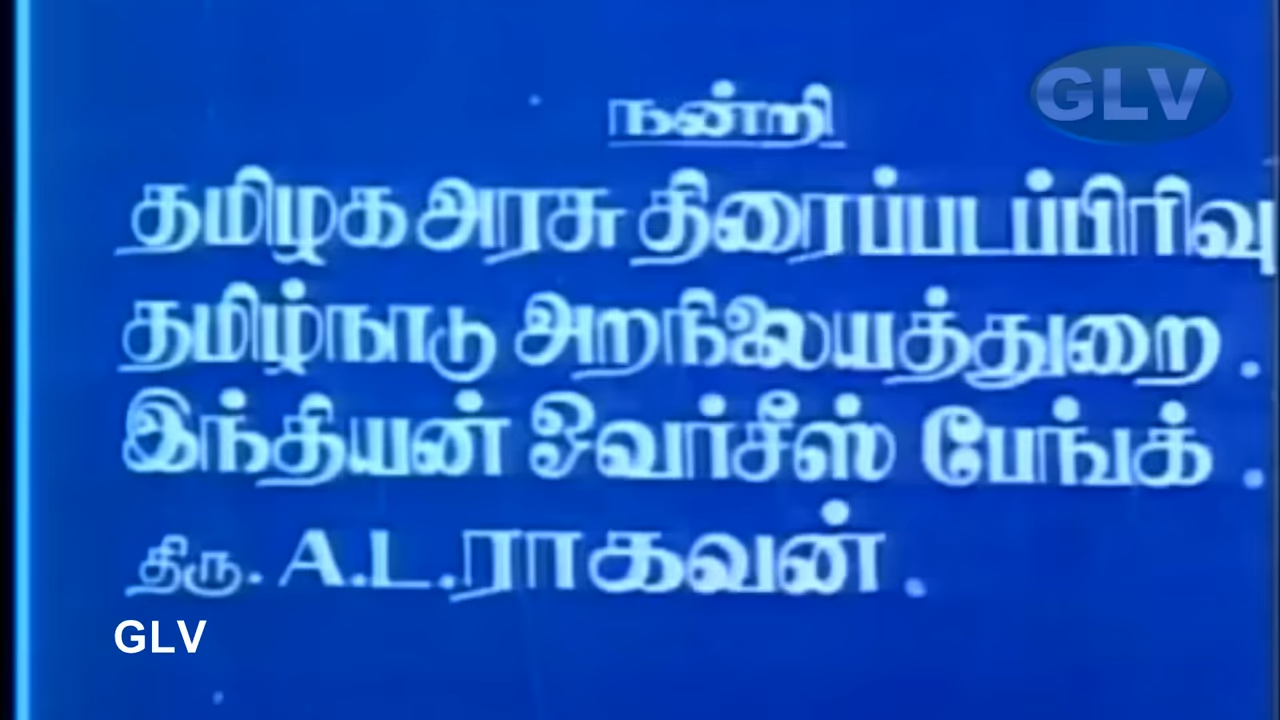 நன்றி
GLV
தமிழக அரசு திரைப்படப்பிரிவு
தமிழ்நாடு அறநிலையத்துறை .
இந்தியன் ஓவர்சீஸ் பேங்க் .
திரு. A.L.ராகவன் .
GLV